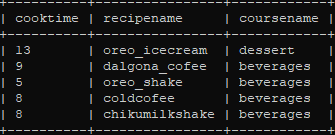 cooktime | recipename | coursename
13 | oreo_icecream | dessert
9 | dalgona_cofee | beverages
5 | oreo_shake | beverages
8 | coldcofee | beverages
8 | chikumilkshake | beverages